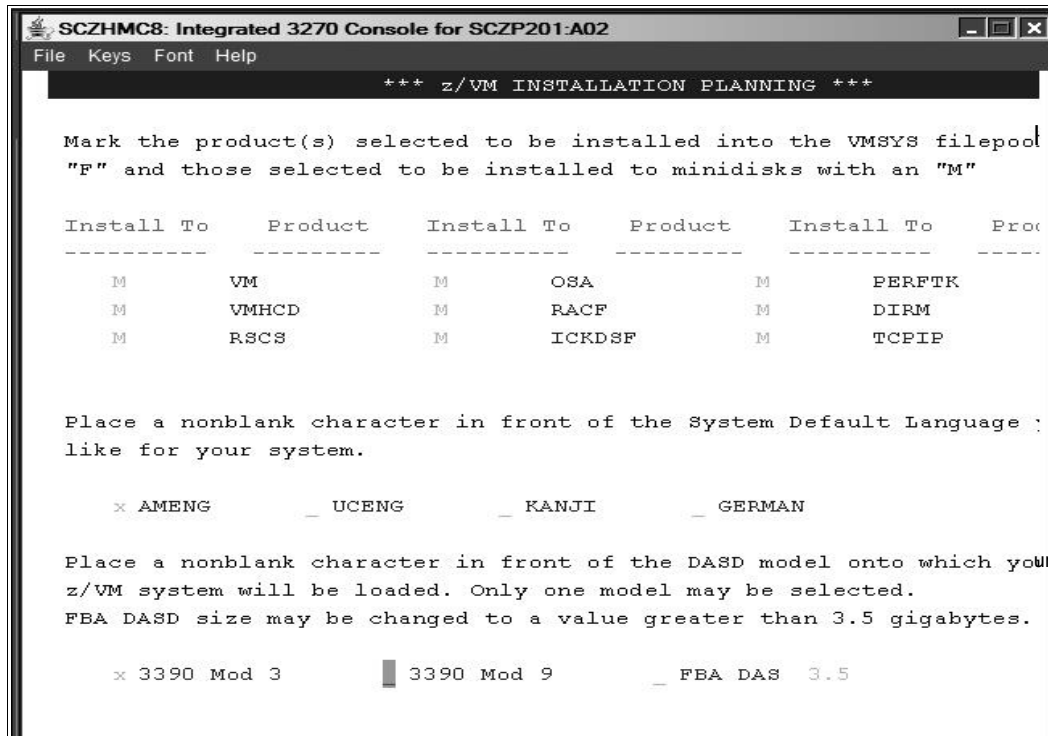 SCZHMC8: Integrated 3270 Console for SCZP201:A02
File Keys Font Help
*** z/VM INSTALLATION PLANNING ***
Mark the product(s) selected to be installed into the VMSYS filepool
"F" and those selected to be installed to minidisks with an "M"
Install To Product Install To Product Install To Prod
---------- --------- ---------- --------- ---------- -----
M VM M OSA M PERFTK
M VMHCD M RACF M DIRM
M RSCS M ICKDSF M TCPIP
Place a nonblank character in front of the System Default Language
like for your system.
x AMENG _ UCENG _ KANJI _ GERMAN
Place a nonblank character in front of the DASD model onto which you
z/VM system will be loaded. Only one model may be selected.
FBA DASD size may be changed to a value greater than 3.5 gigabytes.
x 3390 Mod 3 _ 3390 Mod 9 _ FBA DAS 3.5